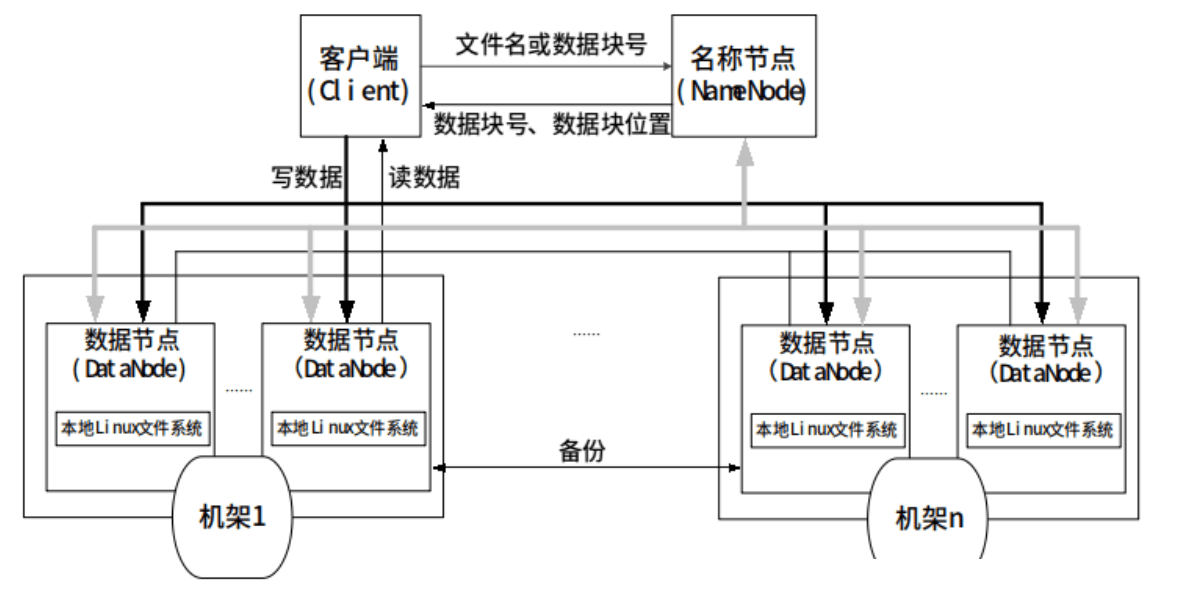 客户端
(Client)
文件名或数据块号
名称节点
(NameNode)
数据块号、数据块位置
写数据
读数据
数据节点
(DataNode)
......
数据节点
（DataNode）
......
数据节点
（DataNode）
......
数据节点
（DataNode）
本地Linux文件系统
本地Linux文件系统
本地Linux文件系统
本地Linux文件系统
备份
机架1
机架n